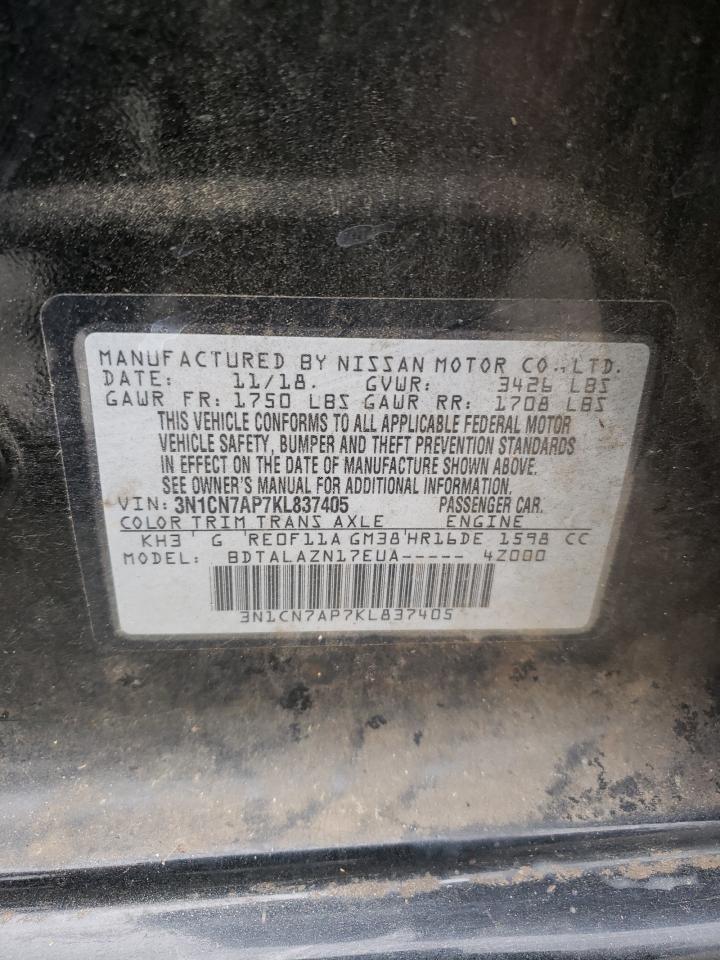 MANUFACTURED BY NISSAN MOTOR CO.,LTD.
DATE: 11/18. GVWR: 3426 LBS
GAWR FR: 1750 LBS GAWR RR: 1708 LBS
THIS VEHICLE CONFORMS TO ALL APPLICABLE FEDERAL MOTOR
VEHICLE SAFETY, BUMPER AND THEFT PREVENTION STANDARDS
IN EFFECT ON THE DATE OF MANUFACTURE SHOWN ABOVE.
SEE OWNER'S MANUAL FOR ADDITIONAL INFORMATION.
VIN: 3N1CN7AP7KL837405 PASSENGER CAR.
COLOR TRIM TRANS AXLE ENGINE
KH3 ' G ' RE0F11A GM38'HR16DE 1598 CC
MODEL: BDTALAZN17EUA----- 4Z000
3N1CN7AP7KL837405